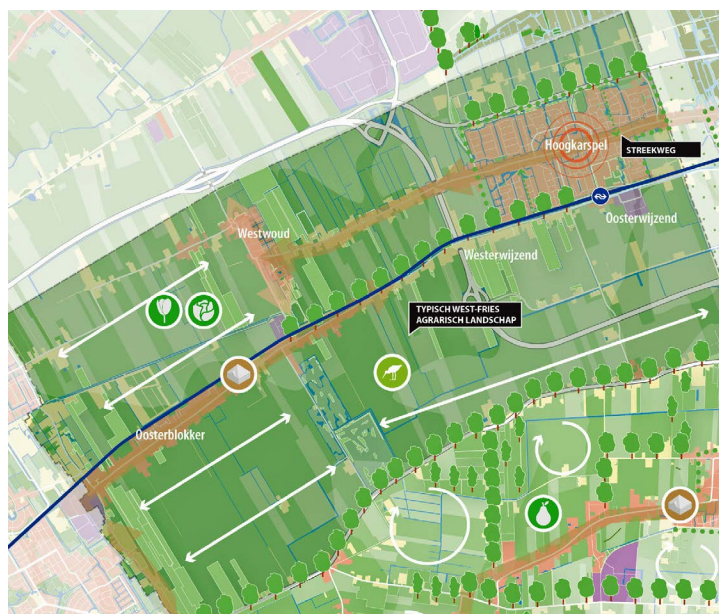 Hoogkarspel
STREEKWEG
Oosterwijzend
Westwoud
Westerwijzend
TYPISCH WEST-FRIES
AGRARISCH LANDSCHAP
Oosterblokker